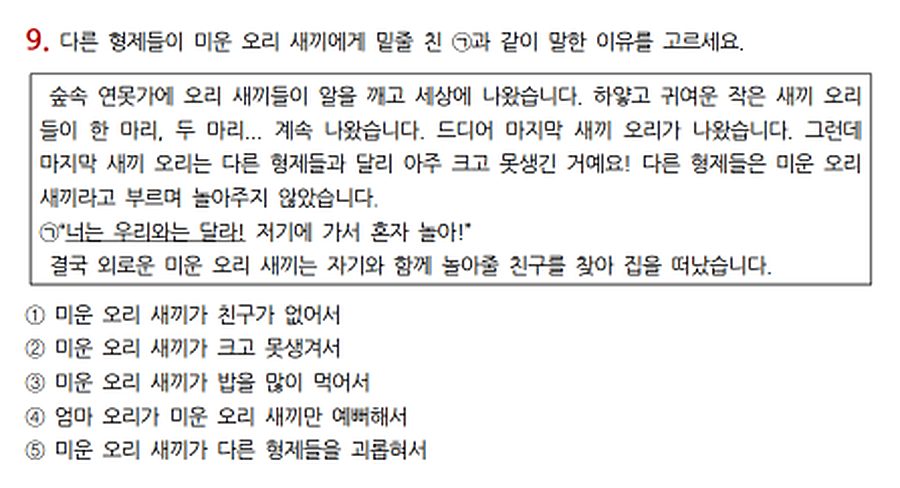 9. 다른 형제들이 미운 오리 새끼에게 밑줄 친 ㉠과 같이 말한 이유를 고르세요.
숲속 연못가에 오리 새끼들이 알을 깨고 세상에 나왔습니다. 하얗고 귀여운 작은 새끼 오리
들이 한 마리, 두 마리... 계속 나왔습니다. 드디어 마지막 새끼 오리가 나왔습니다. 그런데
마지막 새끼 오리는 다른 형제들과 달리 아주 크고 못생긴 거예요! 다른 형제들은 미운 오리
새끼라고 부르며 놀아주지 않았습니다.
㉠"너는 우리와는 달라! 저기에 가서 혼자 놀아!"
결국 외로운 미운 오리 새끼는 자기와 함께 놀아줄 친구를 찾아 집을 떠났습니다.
① 미운 오리 새끼가 친구가 없어서
② 미운 오리 새끼가 크고 못생겨서
③ 미운 오리 새끼가 밥을 많이 먹어서
④ 엄마 오리가 미운 오리 새끼만 예뻐해서
⑤ 미운 오리 새끼가 다른 형제들을 괴롭혀서